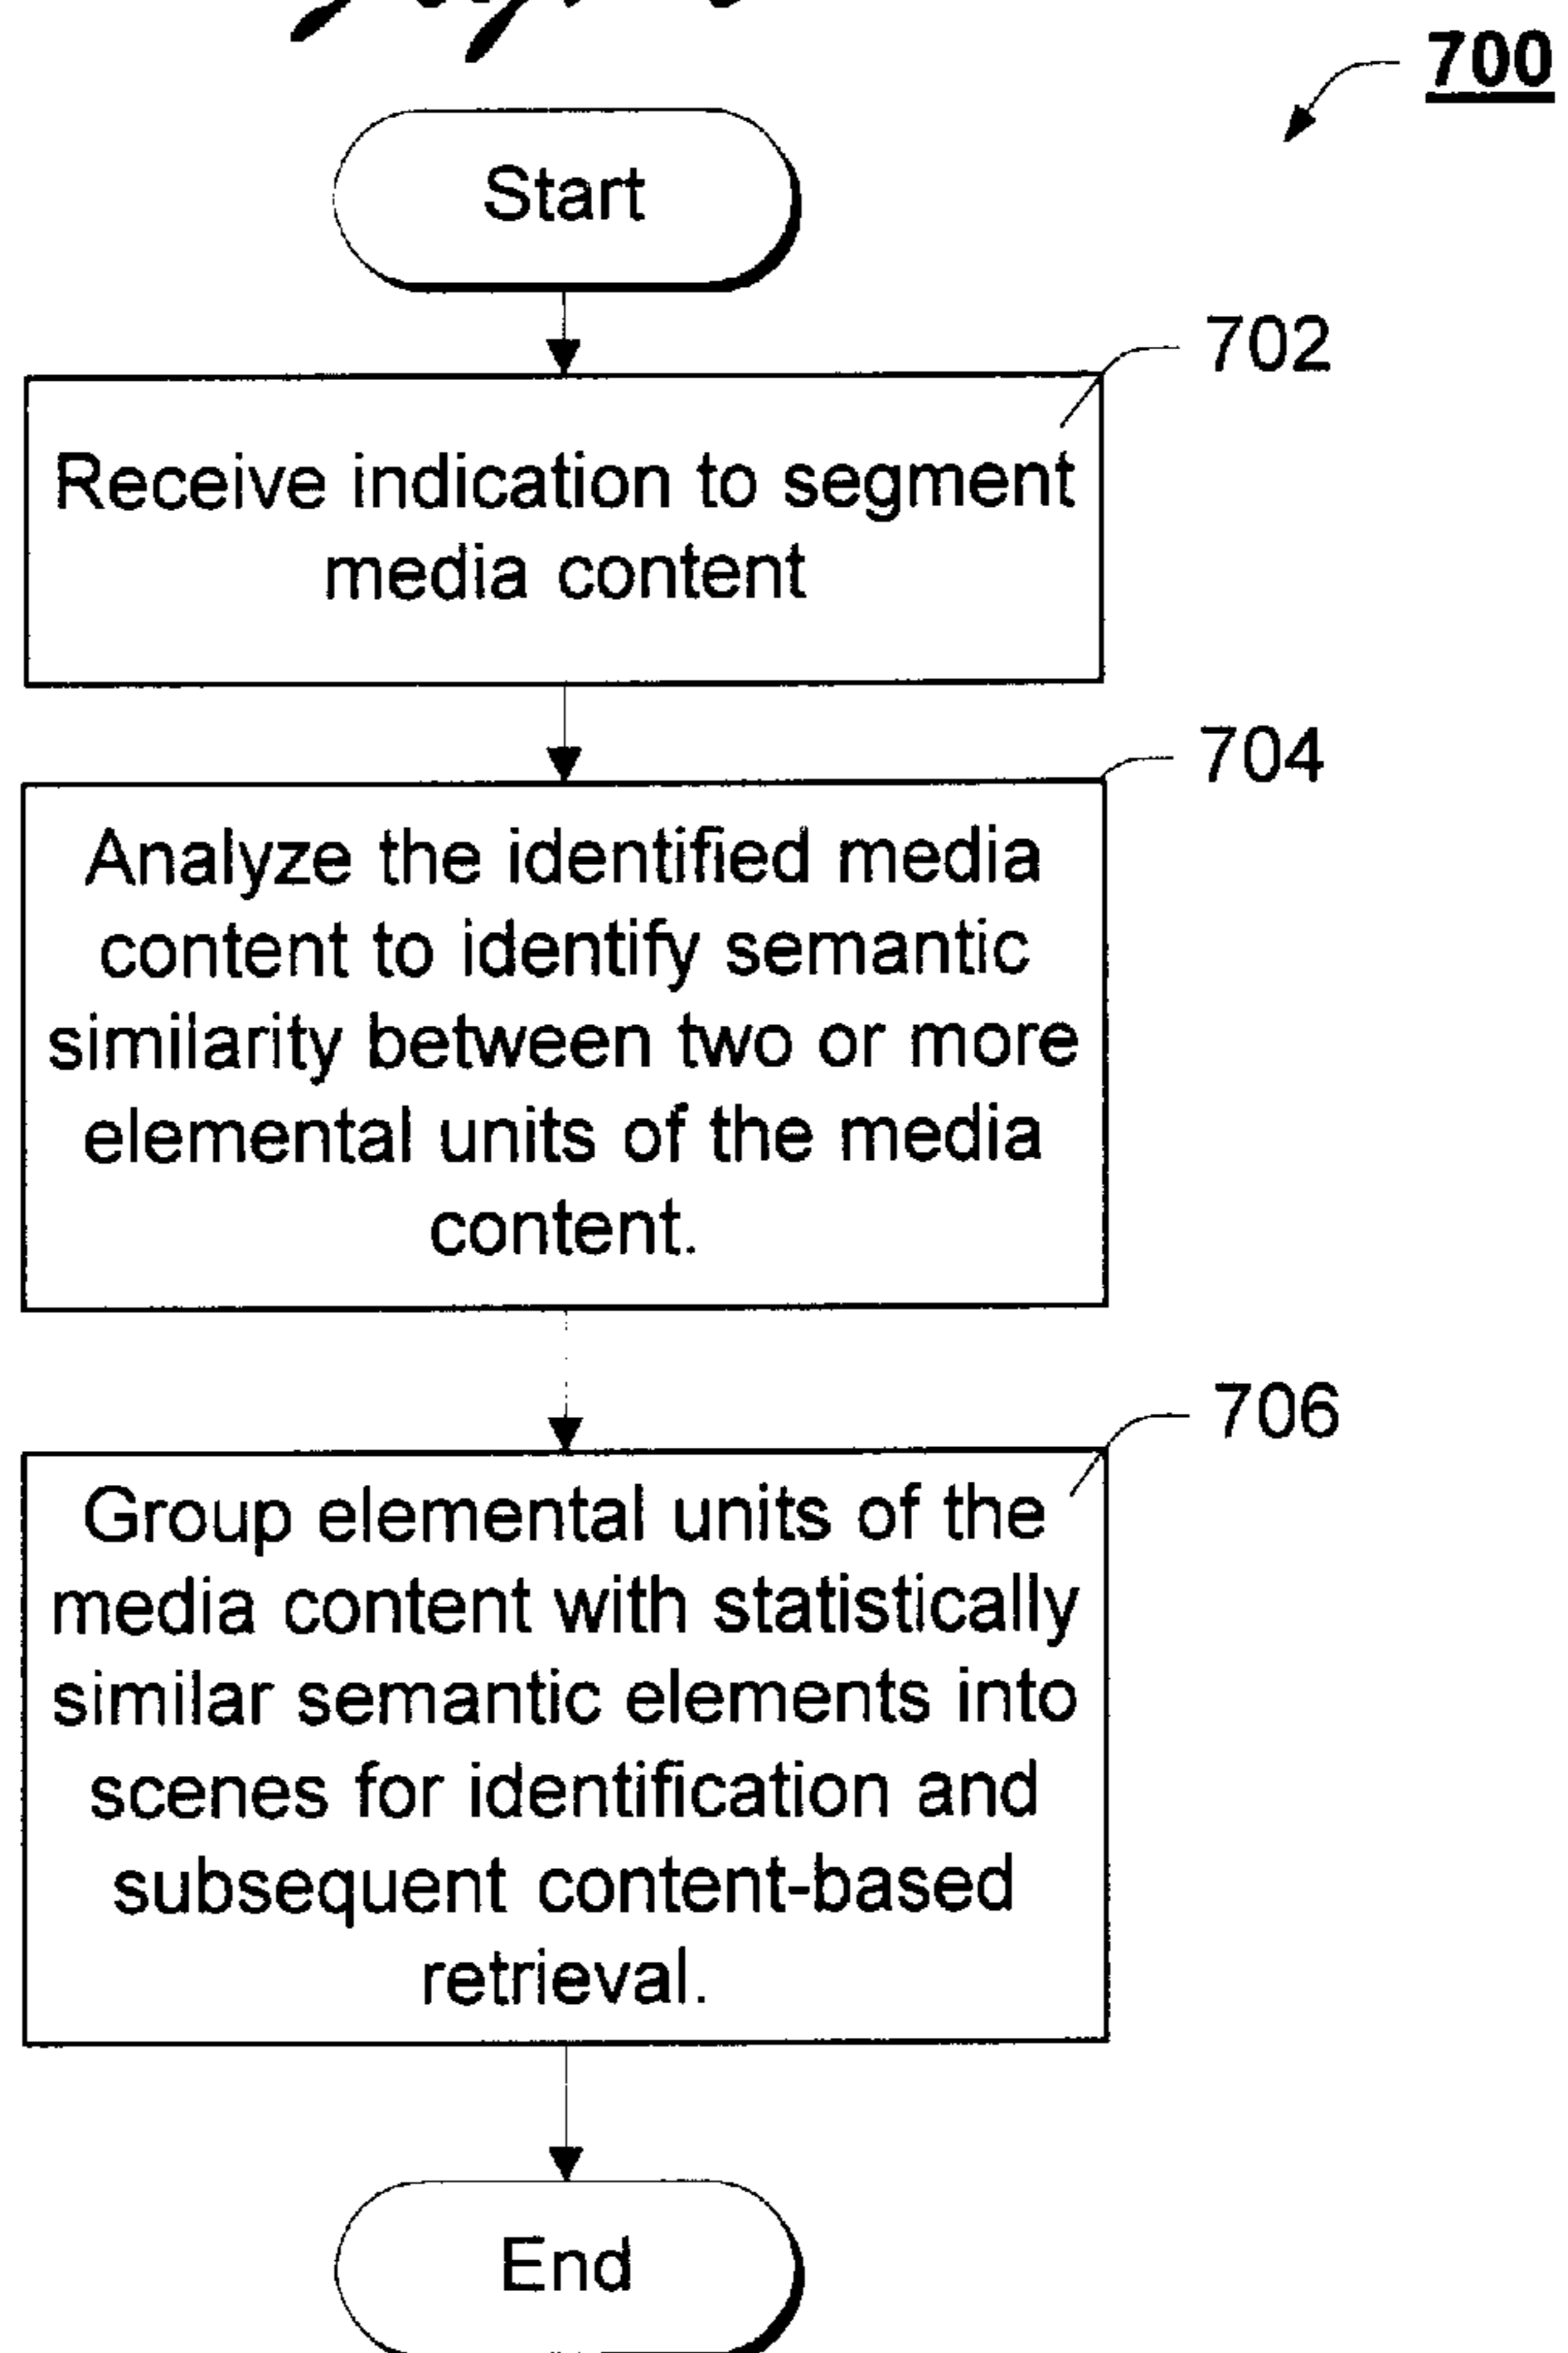 700
Start
702
Receive indication to segment
media content
704
Analyze the identified media
content to identify semantic
similarity between two or more
elemental units of the media
content.
706
Group elemental units of the
media content with statistically
similar semantic elements into
scenes for identification and
subsequent content-based
retrieval.
End